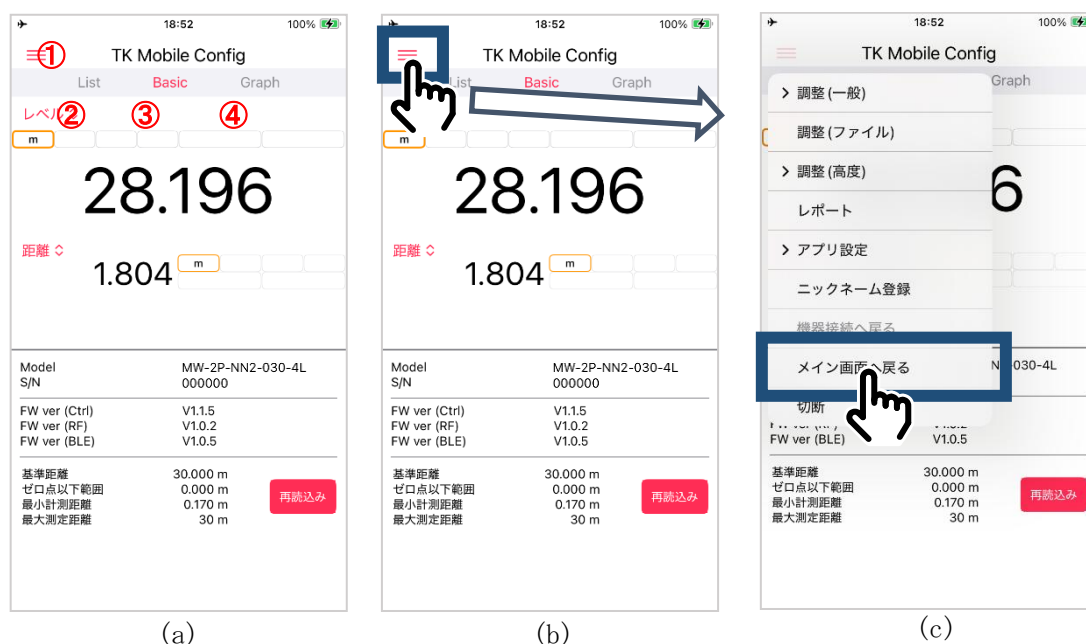 18:52 100%
① TK Mobile Config
List Basic Graph
レベル ② ③ ④
m
28.196
距離
1.804 m
Model MW-2P-NN2-030-4L
S/N 000000
FW ver (Ctrl) V1.1.5
FW ver (RF) V1.0.2
FW ver (BLE) V1.0.5
基準距離 30.000 m
ゼロ点以下範囲 0.000 m
最小計測距離 0.170 m
最大測定距離 30 m
再読込み
(a)
18:52 100%
TK Mobile Config
List Basic Graph
m
28.196
距離
1.804 m
Model MW-2P-NN2-030-4L
S/N 000000
FW ver (Ctrl) V1.1.5
FW ver (RF) V1.0.2
FW ver (BLE) V1.0.5
基準距離 30.000 m
ゼロ点以下範囲 0.000 m
最小計測距離 0.170 m
最大測定距離 30 m
再読込み
(b)
18:52 100%
TK Mobile Config
Graph
調整(一般)
調整(ファイル)
調整(高度)
6
レポート
アプリ設定
ニックネーム登録
機器接続へ戻る
メイン画面へ戻る
-030-4L
切断
FW ver (BLE) V1.0.5
基準距離 30.000 m
ゼロ点以下範囲 0.000 m
最小計測距離 0.170 m
最大測定距離 30 m
再読込み
(c)